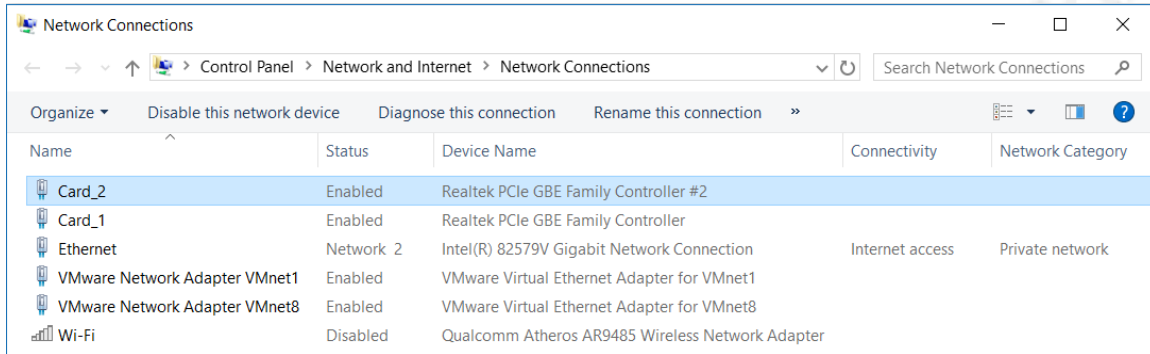 Network Connections
Control Panel > Network and Internet > Network Connections Search Network Connections
Organize Disable this network device Diagnose this connection Rename this connection » ?
Name Status Device Name Connectivity Network Category
Card_2 Enabled Realtek PCIe GBE Family Controller #2
Card_1 Enabled Realtek PCIe GBE Family Controller
Ethernet Network 2 Intel(R) 82579V Gigabit Network Connection Internet access Private network
VMware Network Adapter VMnet1 Enabled VMware Virtual Ethernet Adapter for VMnet1
VMware Network Adapter VMnet8 Enabled VMware Virtual Ethernet Adapter for VMnet8
Wi-Fi Disabled Qualcomm Atheros AR9485 Wireless Network Adapter